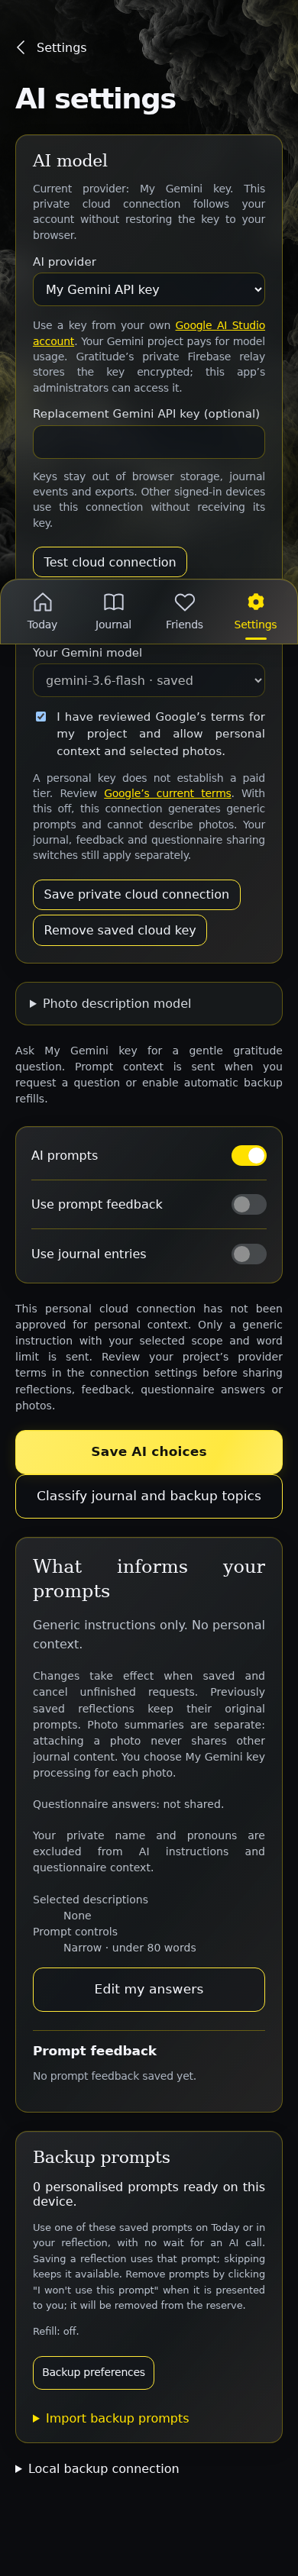 Settings
AI settings
AI model
Current provider: My Gemini key. This
private cloud connection follows your
account without restoring the key to your
browser.
AI provider
My Gemini API key
Use a key from your own Google AI Studio
account. Your Gemini project pays for model
usage. Gratitude's private Firebase relay
stores the key encrypted; this app's
administrators can access it.
Replacement Gemini API key (optional)
Keys stay out of browser storage, journal
events and exports. Other signed-in devices
use this connection without receiving its
key.
Test cloud connection
Today
Journal
Friends
Settings
Your Gemini model
gemini-3.6-flash · saved
I have reviewed Google's terms for
my project and allow personal
context and selected photos.
A personal key does not establish a paid
tier. Review Google's current terms. With
this off, this connection generates generic
prompts and cannot describe photos. Your
journal, feedback and questionnaire sharing
switches still apply separately.
Save private cloud connection
Remove saved cloud key
Photo description model
Ask My Gemini key for a gentle gratitude
question. Prompt context is sent when you
request a question or enable automatic backup
refills.
AI prompts
Use prompt feedback
Use journal entries
This personal cloud connection has not been
approved for personal context. Only a generic
instruction with your selected scope and word
limit is sent. Review your project's provider
terms in the connection settings before sharing
reflections, feedback, questionnaire answers or
photos.
Save AI choices
Classify journal and backup topics
What informs your
prompts
Generic instructions only. No personal
context.
Changes take effect when saved and
cancel unfinished requests. Previously
saved reflections keep their original
prompts. Photo summaries are separate:
attaching a photo never shares other
journal content. You choose My Gemini key
processing for each photo.
Questionnaire answers: not shared.
Your private name and pronouns are
excluded from AI instructions and
questionnaire context.
Selected descriptions
None
Prompt controls
Narrow · under 80 words
Edit my answers
Prompt feedback
No prompt feedback saved yet.
Backup prompts
0 personalised prompts ready on this
device.
Use one of these saved prompts on Today or in
your reflection, with no wait for an AI call.
Saving a reflection uses that prompt; skipping
keeps it available. Remove prompts by clicking
"I won't use this prompt" when it is presented
to you; it will be removed from the reserve.
Refill: off.
Backup preferences
Import backup prompts
Local backup connection